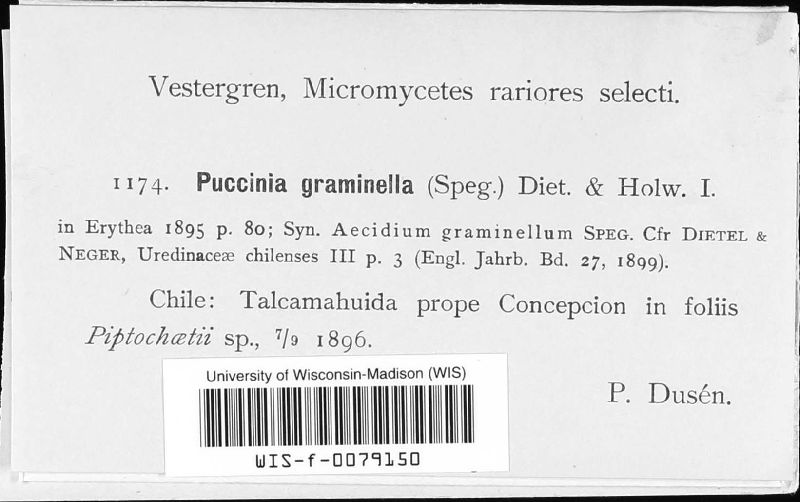 Vestergren, Micromycetes rariores selecti.
1174. Puccinia graminella (Speg.) Diet. & Holw. I.
in Erythea 1895 p. 80; Syn. Aecidium graminellum SPEG. Cfr DIETEL &
NEGER, Uredinaceæ chilenses III p. 3 (Engl. Jahrb. Bd. 27, 1899).
Chile: Talcamahuida prope Concepcion in foliis
Piptochætii sp., 7/9 1896.
P. Dusén.
University of Wisconsin-Madison (WIS)
WIS-f-0079150